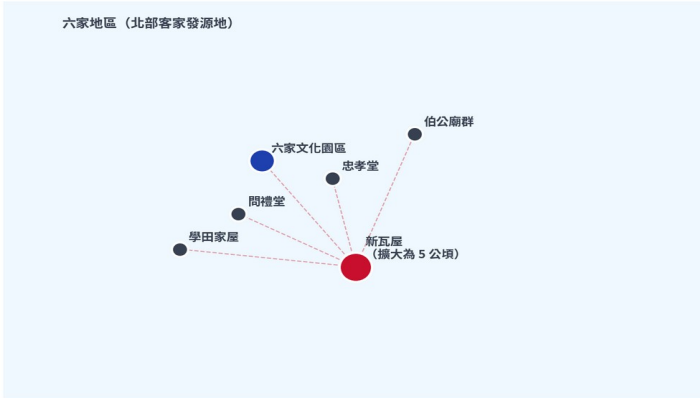 六家地區（北部客家發源地）
伯公廟群
六家文化園區
忠孝堂
問禮堂
學田家屋
新瓦屋
（擴大為 5 公頃）